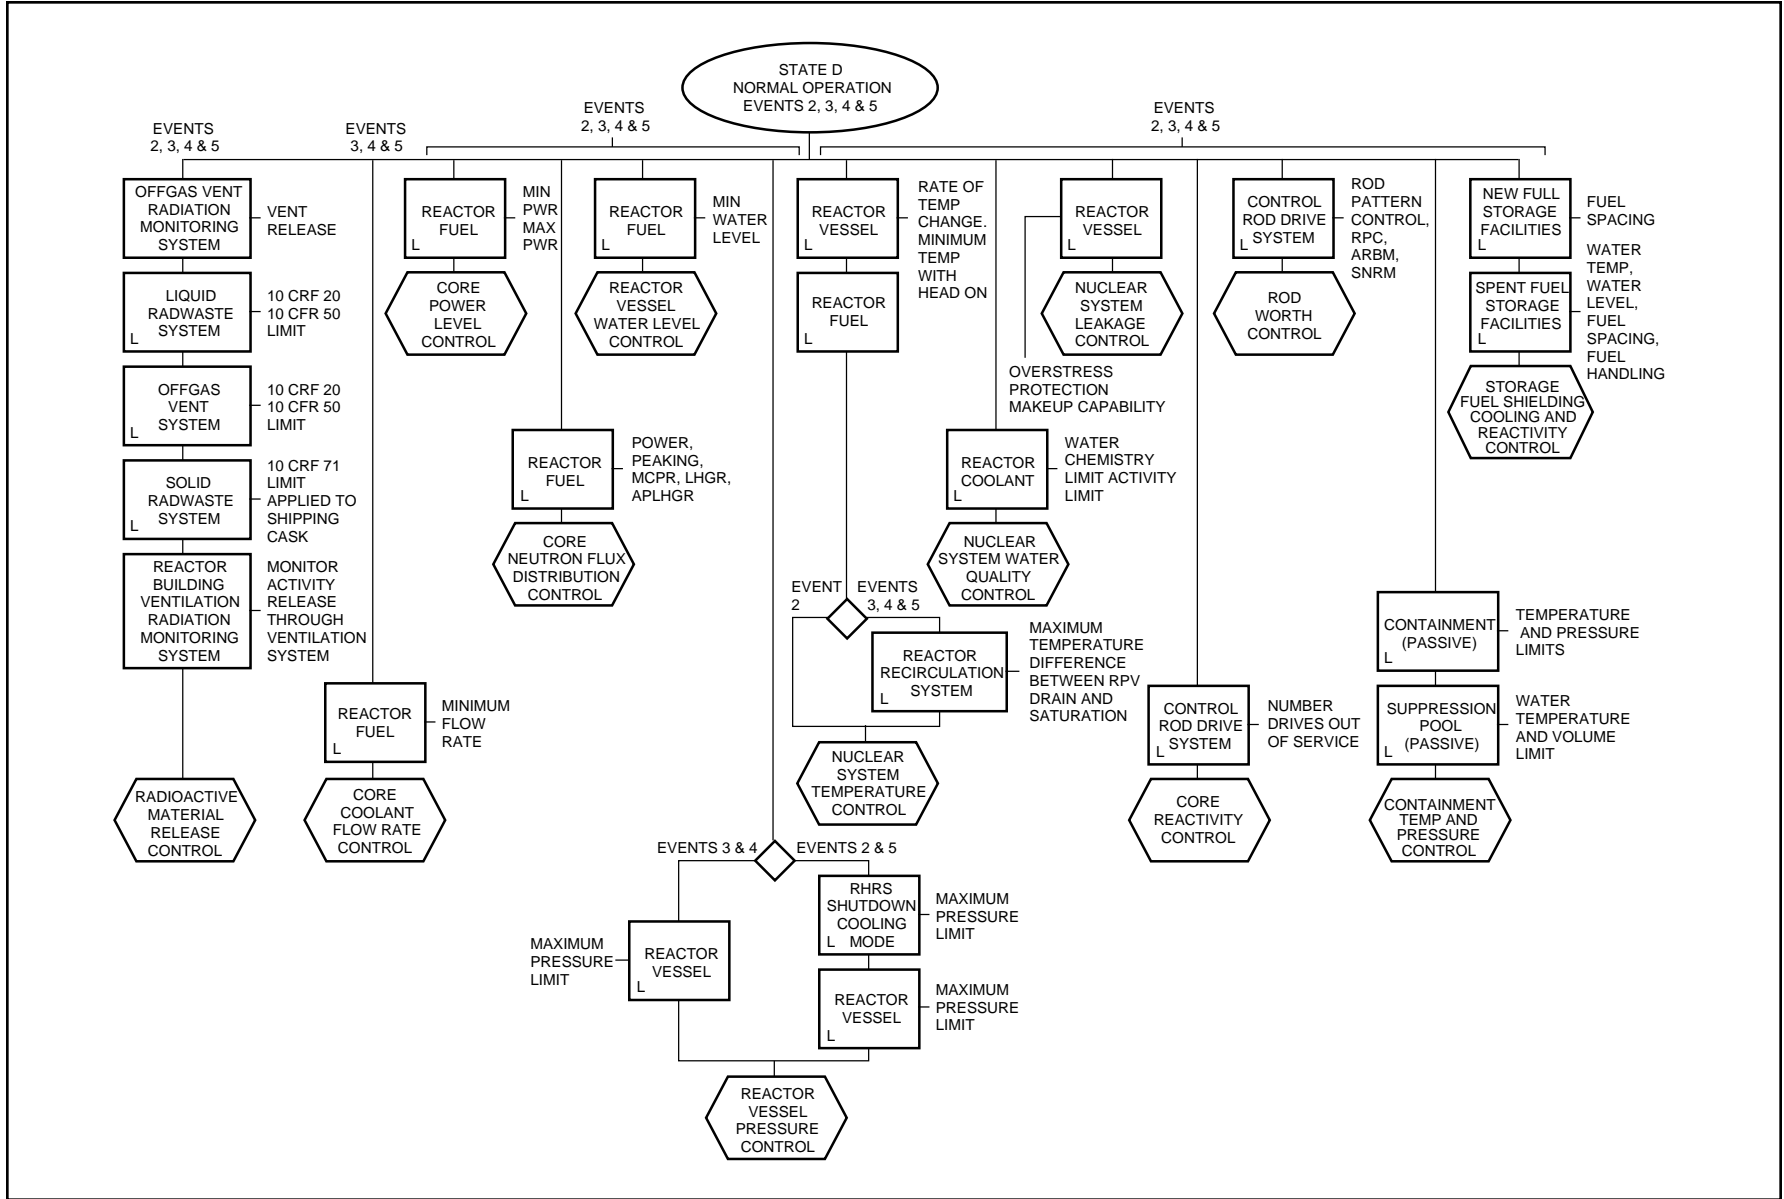 STATE D
NORMAL OPERATION
EVENTS 2, 3, 4 & 5
EVENTS
2, 3, 4 & 5
EVENTS
3, 4 & 5
EVENTS
2, 3, 4 & 5
EVENTS
2, 3, 4 & 5
OFFGAS VENT
RADIATION
MONITORING
SYSTEM
VENT
RELEASE
LIQUID
RADWASTE
SYSTEM
L
10 CRF 20
10 CFR 50
LIMIT
OFFGAS
VENT
SYSTEM
L
10 CRF 20
10 CFR 50
LIMIT
SOLID
RADWASTE
SYSTEM
L
10 CRF 71
LIMIT
APPLIED TO
SHIPPING
CASK
REACTOR
BUILDING
VENTILATION
RADIATION
MONITORING
SYSTEM
MONITOR
ACTIVITY
RELEASE
THROUGH
VENTILATION
SYSTEM
RADIOACTIVE
MATERIAL
RELEASE
CONTROL
REACTOR
FUEL
L
MINIMUM
FLOW
RATE
CORE
COOLANT
FLOW RATE
CONTROL
REACTOR
FUEL
L
MIN
PWR
MAX
PWR
CORE
POWER
LEVEL
CONTROL
REACTOR
FUEL
L
POWER,
PEAKING,
MCPR, LHGR,
APLHGR
CORE
NEUTRON FLUX
DISTRIBUTION
CONTROL
REACTOR
FUEL
L
MIN
WATER
LEVEL
REACTOR
VESSEL
WATER LEVEL
CONTROL
EVENTS 3 & 4
EVENTS 2 & 5
REACTOR
VESSEL
L
MAXIMUM
PRESSURE
LIMIT
RHRS
SHUTDOWN
COOLING
L MODE
MAXIMUM
PRESSURE
LIMIT
REACTOR
VESSEL
L
MAXIMUM
PRESSURE
LIMIT
REACTOR
VESSEL
PRESSURE
CONTROL
REACTOR
VESSEL
L
RATE OF
TEMP
CHANGE.
MINIMUM
TEMP
WITH
HEAD ON
REACTOR
FUEL
L
EVENT
2
EVENTS
3, 4 & 5
REACTOR
RECIRCULATION
SYSTEM
L
MAXIMUM
TEMPERATURE
DIFFERENCE
BETWEEN RPV
DRAIN AND
SATURATION
NUCLEAR
SYSTEM
TEMPERATURE
CONTROL
REACTOR
COOLANT
L
WATER
CHEMISTRY
LIMIT ACTIVITY
LIMIT
NUCLEAR
SYSTEM WATER
QUALITY
CONTROL
REACTOR
VESSEL
L
OVERSTRESS
PROTECTION
MAKEUP CAPABILITY
NUCLEAR
SYSTEM
LEAKAGE
CONTROL
CONTROL
ROD DRIVE
SYSTEM
L
NUMBER
DRIVES OUT
OF SERVICE
CORE
REACTIVITY
CONTROL
CONTROL
ROD DRIVE
SYSTEM
L
ROD
PATTERN
CONTROL,
RPC,
ARBM,
SNRM
ROD
WORTH
CONTROL
CONTAINMENT
(PASSIVE)
L
TEMPERATURE
AND PRESSURE
LIMITS
SUPPRESSION
POOL
(PASSIVE)
L
WATER
TEMPERATURE
AND VOLUME
LIMIT
CONTAINMENT
TEMP AND
PRESSURE
CONTROL
NEW FULL
STORAGE
FACILITIES
L
FUEL
SPACING
SPENT FUEL
STORAGE
FACILITIES
L
WATER
TEMP,
WATER
LEVEL,
FUEL
SPACING,
FUEL
HANDLING
STORAGE
FUEL SHIELDING
COOLING AND
REACTIVITY
CONTROL